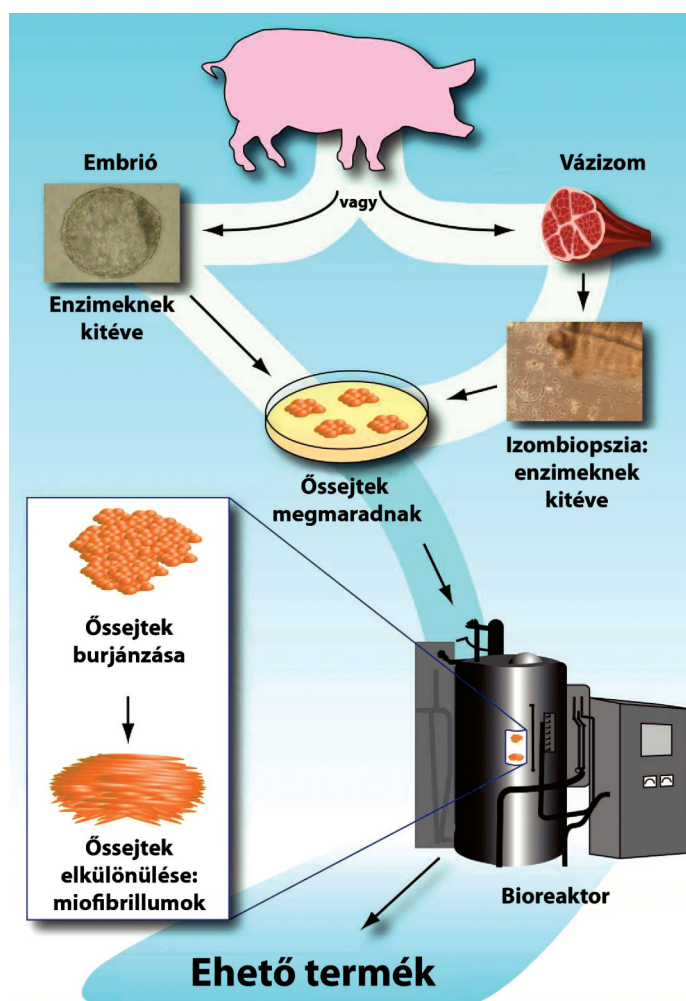 Embrió
Vázizom
vagy
Enzimeknek
kitéve
Izombiopszia:
enzimeknek
kitéve
Őssejtek
megmaradnak
Őssejtek
burjánzása
Őssejtek
elkülönülése:
miofibrillumok
Bioreaktor
Ehető termék